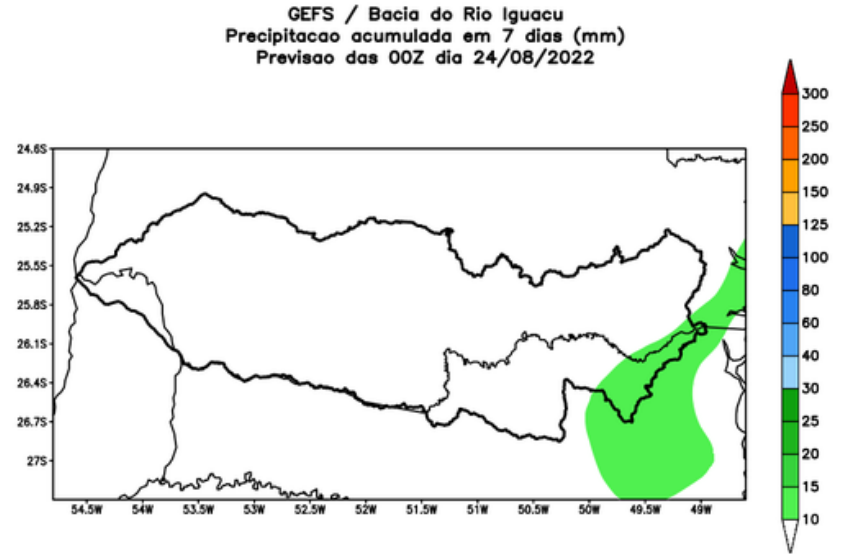 GEFS / Bacia do Rio Iguacu
Precipitacao acumulada em 7 dias (mm)
Previsao das 00Z dia 24/08/2022
24.6S
24.9S
25.2S
25.5S
25.8S
26.1S
26.4S
26.7S
27S
54.5W 54W 53.5W 53W 52.5W 52W 51.5W 51W 50.5W 50W 49.5W 49W
300
250
200
150
125
100
80
60
40
30
25
20
15
10